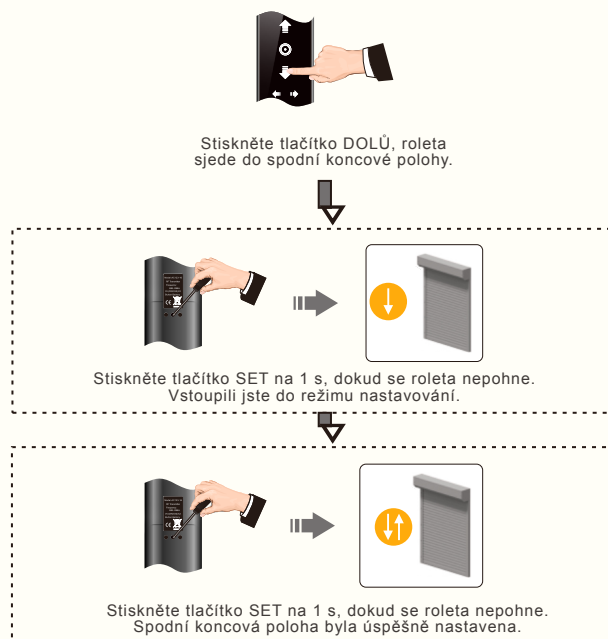 Stiskněte tlačítko DOLŮ, roleta
sjede do spodní koncové polohy.
Stiskněte tlačítko SET na 1 s, dokud se roleta nepohne.
Vstoupili jste do režimu nastavování.
Stiskněte tlačítko SET na 1 s, dokud se roleta nepohne.
Spodní koncová poloha byla úspěšně nastavena.